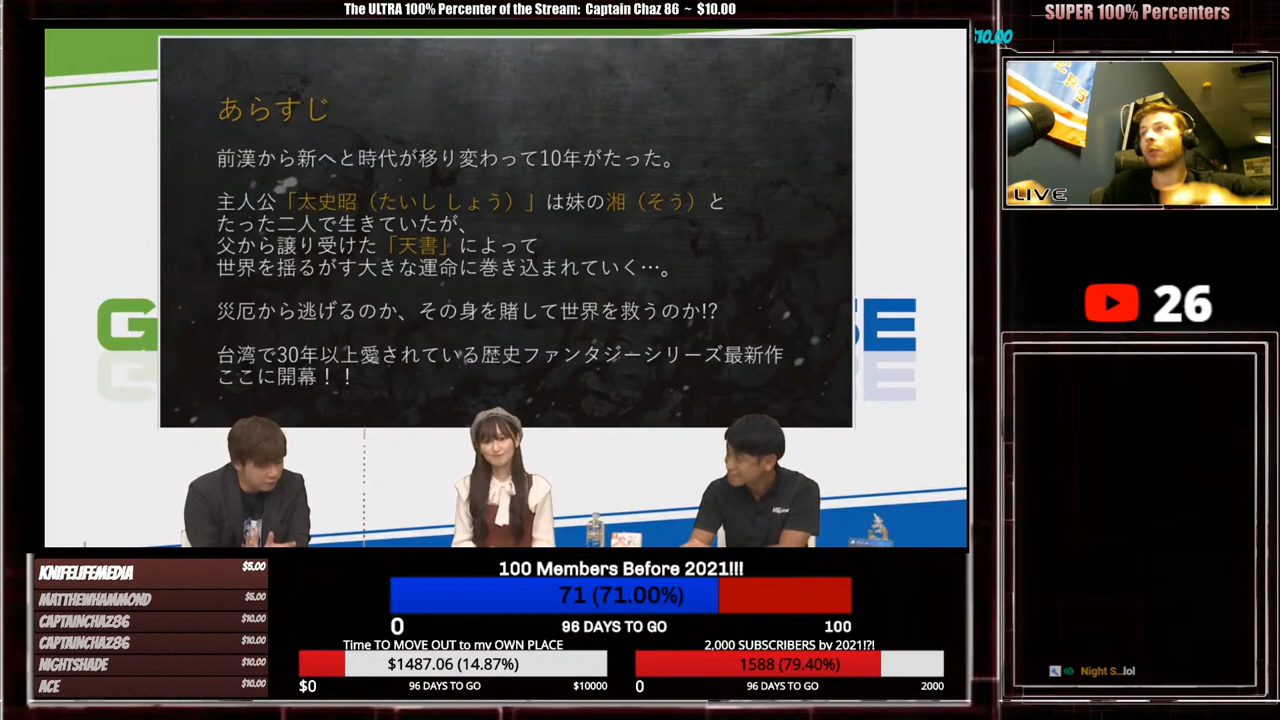 The ULTRA 100% Percenter of the Stream: Captain Chaz 86 ~ $10.00
SUPER 100% Percenters
$10.00
あらすじ
前漢から新へと時代が移り変わって10年がたった。
主人公「太史昭（たいし しょう）」は妹の湘（そう）と
たった二人で生きていたが、
父から譲り受けた「天書」によって
世界を揺るがす大きな運命に巻き込まれていく…。
災厄から逃げるのか、その身を賭して世界を救うのか!?
台湾で30年以上愛されている歴史ファンタジーシリーズ最新作
ここに開幕！！
G
SE
LIVE
26
KNIFELIFEMEDIA $5.00
MATTHEWHAMMOND $5.00
CAPTAINCHAZ86 $10.00
CAPTAINCHAZ86 $10.00
NIGHTSHADE $10.00
ACE $10.00
100 Members Before 2021!!!
71 (71.00%)
0 96 DAYS TO GO 100
Time TO MOVE OUT to my OWN PLACE
$1487.06 (14.87%)
$0 96 DAYS TO GO $10000
2,000 SUBSCRIBERS by 2021!?!
1588 (79.40%)
0 96 DAYS TO GO 2000
Night S…lol